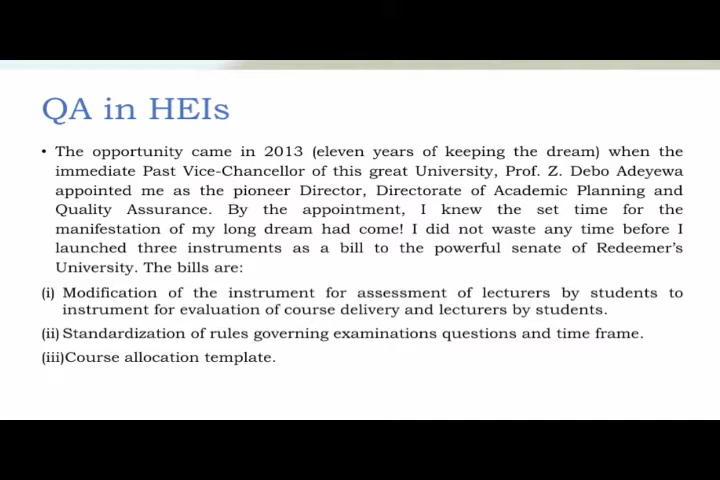 QA in HEIs
• The opportunity came in 2013 (eleven years of keeping the dream) when the
immediate Past Vice-Chancellor of this great University, Prof. Z. Debo Adeyewa
appointed me as the pioneer Director, Directorate of Academic Planning and
Quality Assurance. By the appointment, I knew the set time for the
manifestation of my long dream had come! I did not waste any time before I
launched three instruments as a bill to the powerful senate of Redeemer's
University. The bills are:
(i) Modification of the instrument for assessment of lecturers by students to
instrument for evaluation of course delivery and lecturers by students.
(ii) Standardization of rules governing examinations questions and time frame.
(iii)Course allocation template.